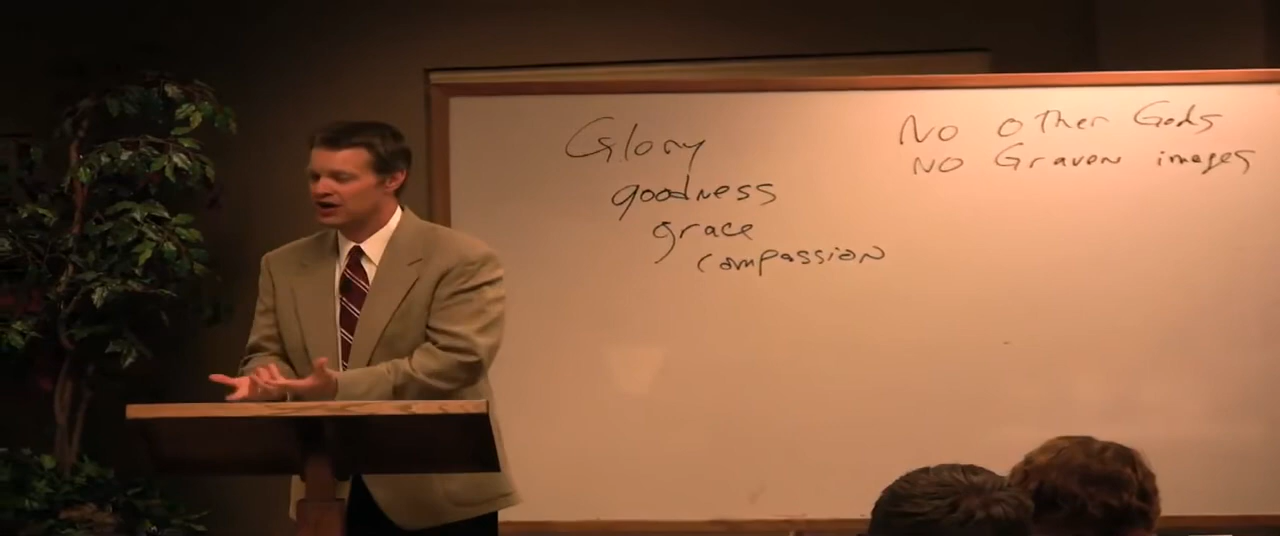 Glory
goodness
grace
compassion
No other Gods
No Graven images